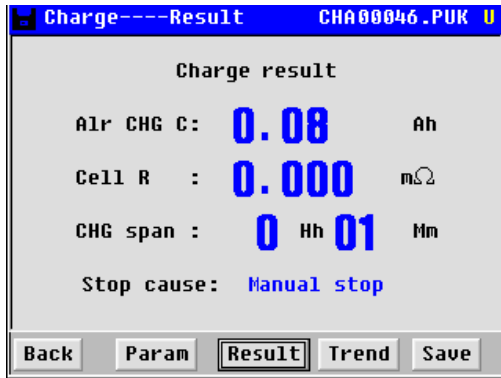 Charge----Result CHA00046.PUK U
Charge result
Alr CHG C: 0.08 Ah
Cell R : 0.000 mΩ
CHG span : 0 Hh 01 Mm
Stop cause: Manual stop
Back Param Result Trend Save